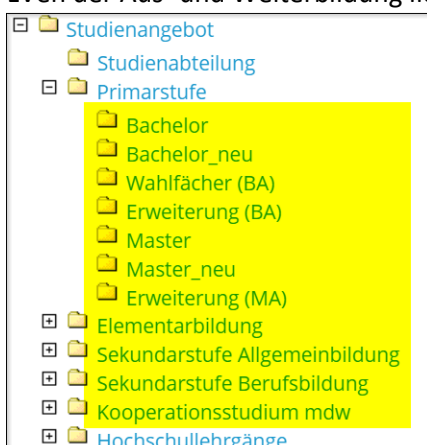 Studienangebot
Studienabteilung
Primarstufe
Bachelor
Bachelor_neu
Wahlfächer (BA)
Erweiterung (BA)
Master
Master_neu
Erweiterung (MA)
Elementarbildung
Sekundarstufe Allgemeinbildung
Sekundarstufe Berufsbildung
Kooperationsstudium mdw
Hochschullehrgänge